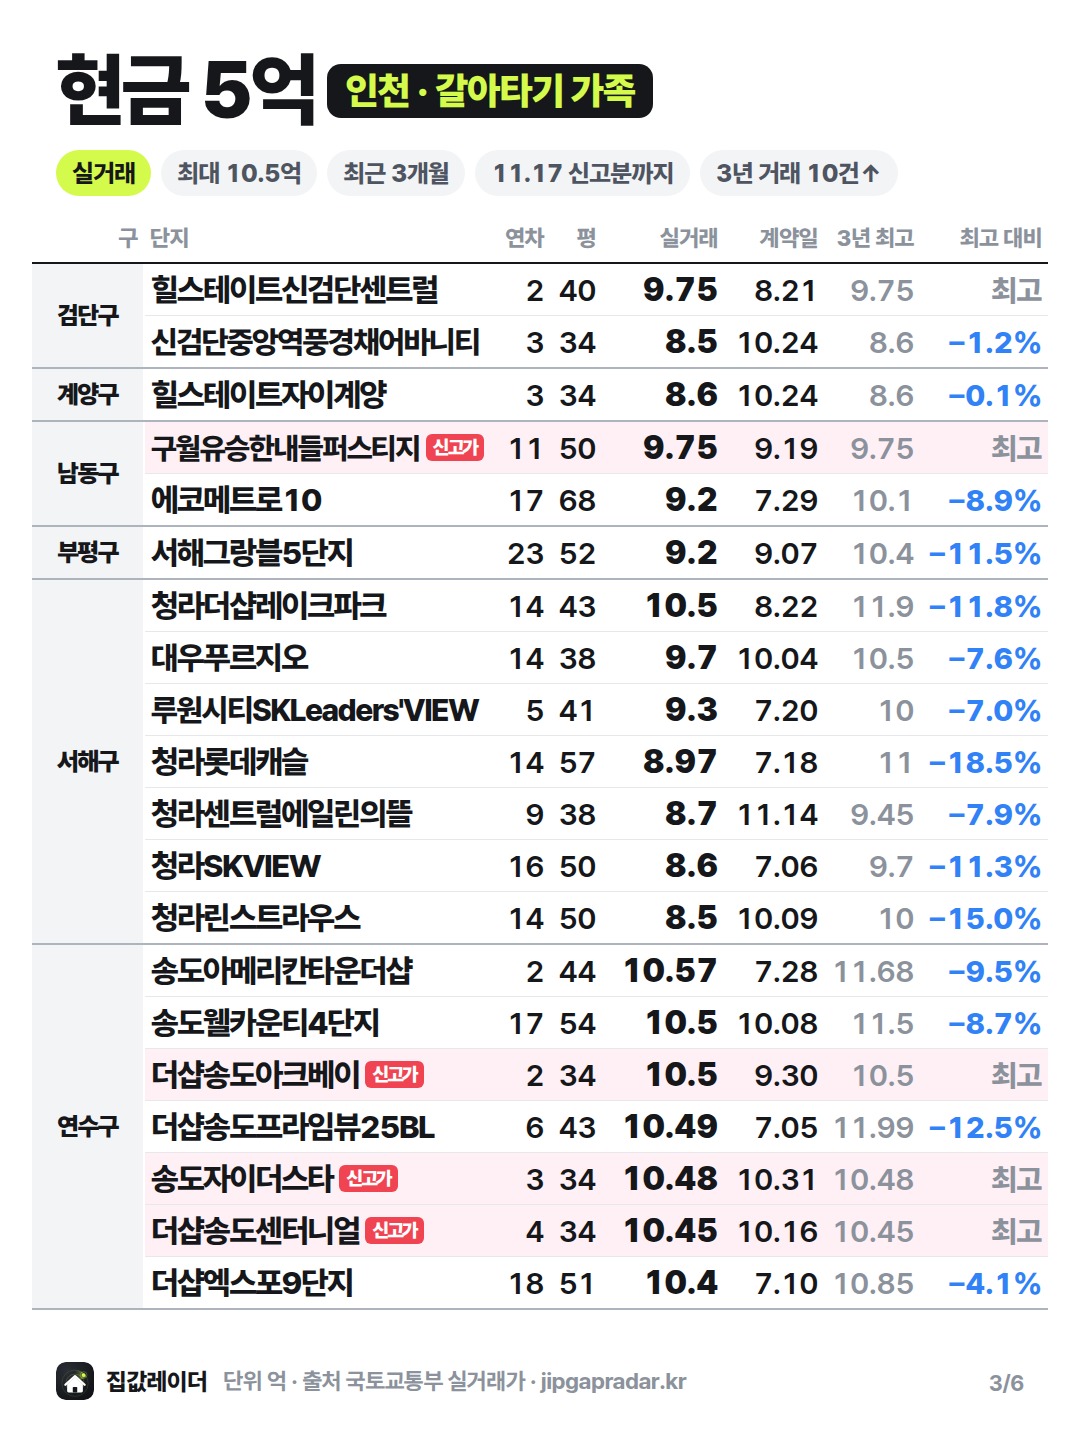 현금 5억 인천 · 갈아타기 가족
실거래 최대 10.5억 최근 3개월 11.17 신고분까지 3년 거래 10건↑
구 단지 연차 평 실거래 계약일 3년 최고 최고 대비
검단구 힐스테이트신검단센트럴 2 40 9.75 8.21 9.75 최고
신검단중앙역풍경채어바니티 3 34 8.5 10.24 8.6 −1.2%
계양구 힐스테이트자이계양 3 34 8.6 10.24 8.6 −0.1%
남동구 구월유승한내들퍼스티지 신고가 11 50 9.75 9.19 9.75 최고
에코메트로10 17 68 9.2 7.29 10.1 −8.9%
부평구 서해그랑블5단지 23 52 9.2 9.07 10.4 −11.5%
서해구 청라더샵레이크파크 14 43 10.5 8.22 11.9 −11.8%
대우푸르지오 14 38 9.7 10.04 10.5 −7.6%
루원시티SKLeaders'VIEW 5 41 9.3 7.20 10 −7.0%
청라롯데캐슬 14 57 8.97 7.18 11 −18.5%
청라센트럴에일린의뜰 9 38 8.7 11.14 9.45 −7.9%
청라SKVIEW 16 50 8.6 7.06 9.7 −11.3%
청라린스트라우스 14 50 8.5 10.09 10 −15.0%
연수구 송도아메리칸타운더샵 2 44 10.57 7.28 11.68 −9.5%
송도웰카운티4단지 17 54 10.5 10.08 11.5 −8.7%
더샵송도아크베이 신고가 2 34 10.5 9.30 10.5 최고
더샵송도프라임뷰25BL 6 43 10.49 7.05 11.99 −12.5%
송도자이더스타 신고가 3 34 10.48 10.31 10.48 최고
더샵송도센터니얼 신고가 4 34 10.45 10.16 10.45 최고
더샵엑스포9단지 18 51 10.4 7.10 10.85 −4.1%
집값레이더 단위 억 · 출처 국토교통부 실거래가 · jipgapradar.kr 3/6